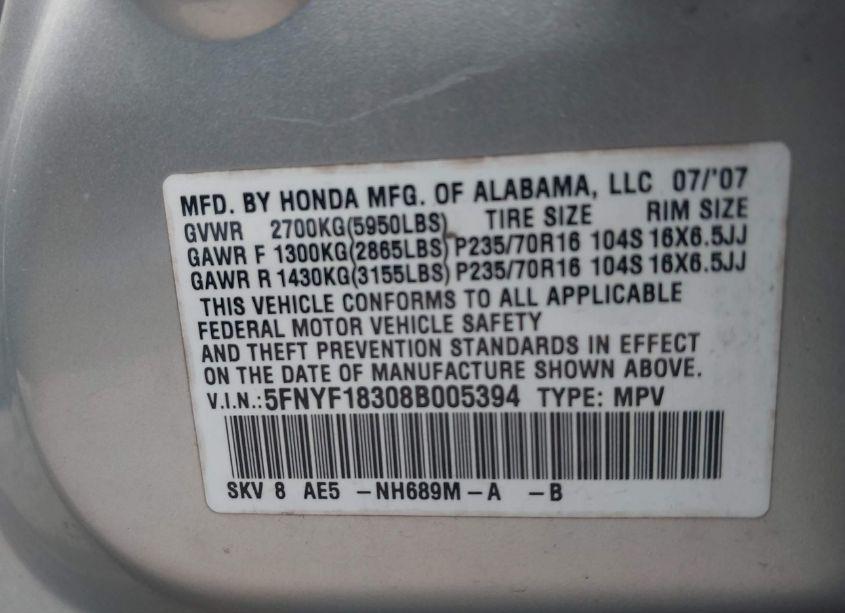 MFD. BY HONDA MFG. OF ALABAMA, LLC 07/'07
GVWR 2700KG(5950LBS) TIRE SIZE RIM SIZE
GAWR F 1300KG(2865LBS) P235/70R16 104S 16X6.5JJ
GAWR R 1430KG(3155LBS) P235/70R16 104S 16X6.5JJ
THIS VEHICLE CONFORMS TO ALL APPLICABLE
FEDERAL MOTOR VEHICLE SAFETY
AND THEFT PREVENTION STANDARDS IN EFFECT
ON THE DATE OF MANUFACTURE SHOWN ABOVE.
V.I.N.:5FNYF18308B005394 TYPE: MPV
SKV 8 AE5 -NH689M-A -B